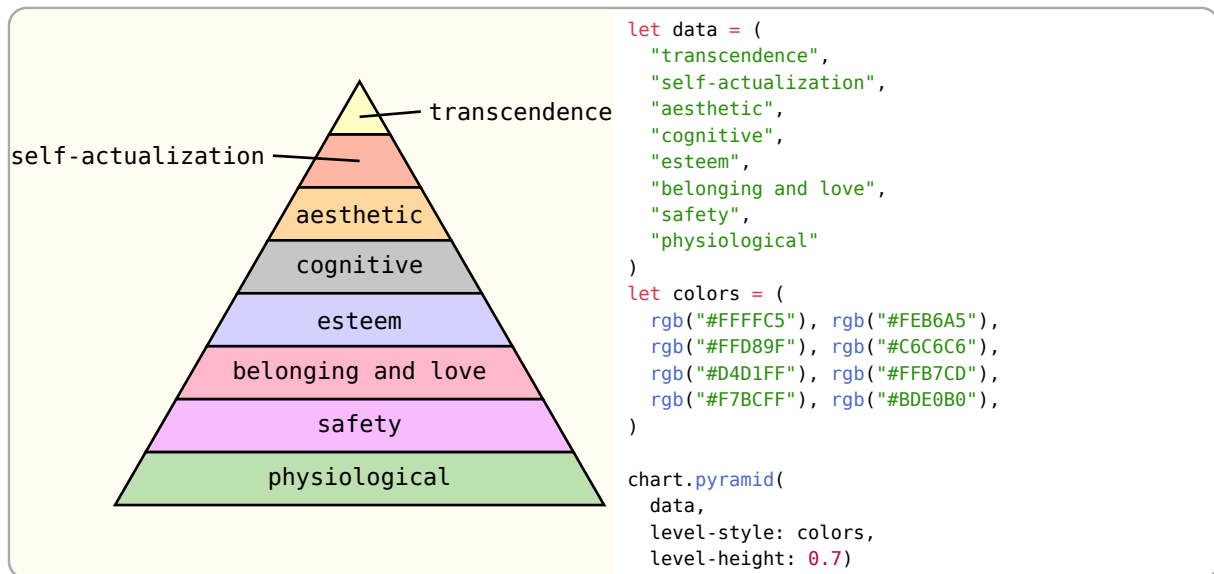 transcendence
self-actualization
aesthetic
cognitive
esteem
belonging and love
safety
physiological
let data = (
  "transcendence",
  "self-actualization",
  "aesthetic",
  "cognitive",
  "esteem",
  "belonging and love",
  "safety",
  "physiological"
)
let colors = (
  rgb("#FFFFC5"), rgb("#FEB6A5"),
  rgb("#FFD89F"), rgb("#C6C6C6"),
  rgb("#D4D1FF"), rgb("#FFB7CD"),
  rgb("#F7BCFF"), rgb("#BDE0B0"),
)
chart.pyramid(
  data,
  level-style: colors,
  level-height: 0.7)